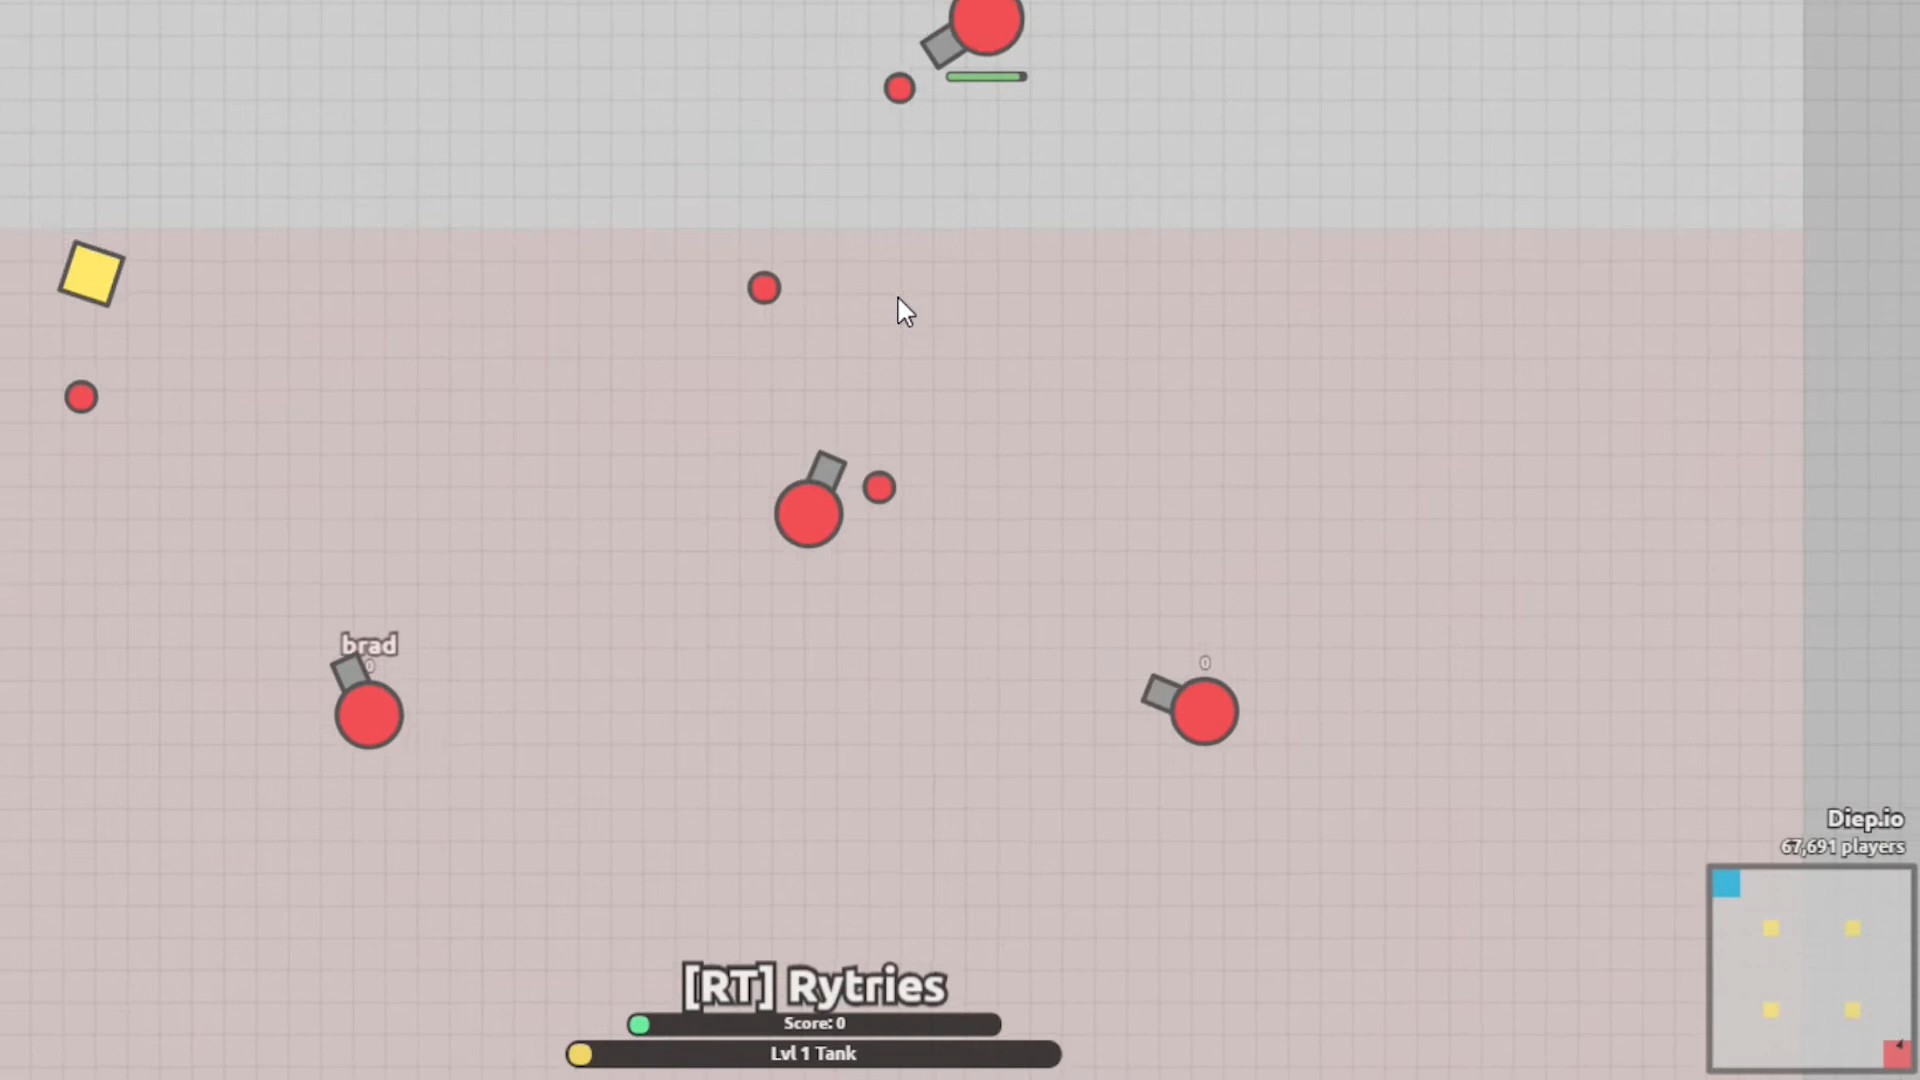 brad
0
0
Diep.io
67,691 players
[RT] Rytries
Score: 0
Lvl 1 Tank